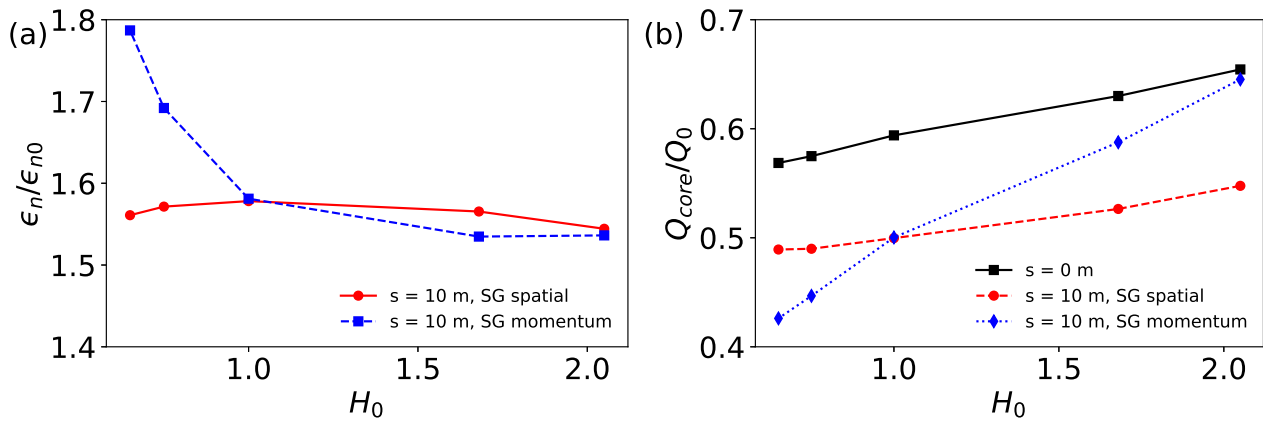 (a)
1.8
1.7
1.6
1.5
1.4
ϵn/ϵn0
1.0
1.5
2.0
H0
s = 10 m, SG spatial
s = 10 m, SG momentum
(b)
0.7
0.6
0.5
0.4
Qcore/Q0
1.0
1.5
2.0
H0
s = 0 m
s = 10 m, SG spatial
s = 10 m, SG momentum